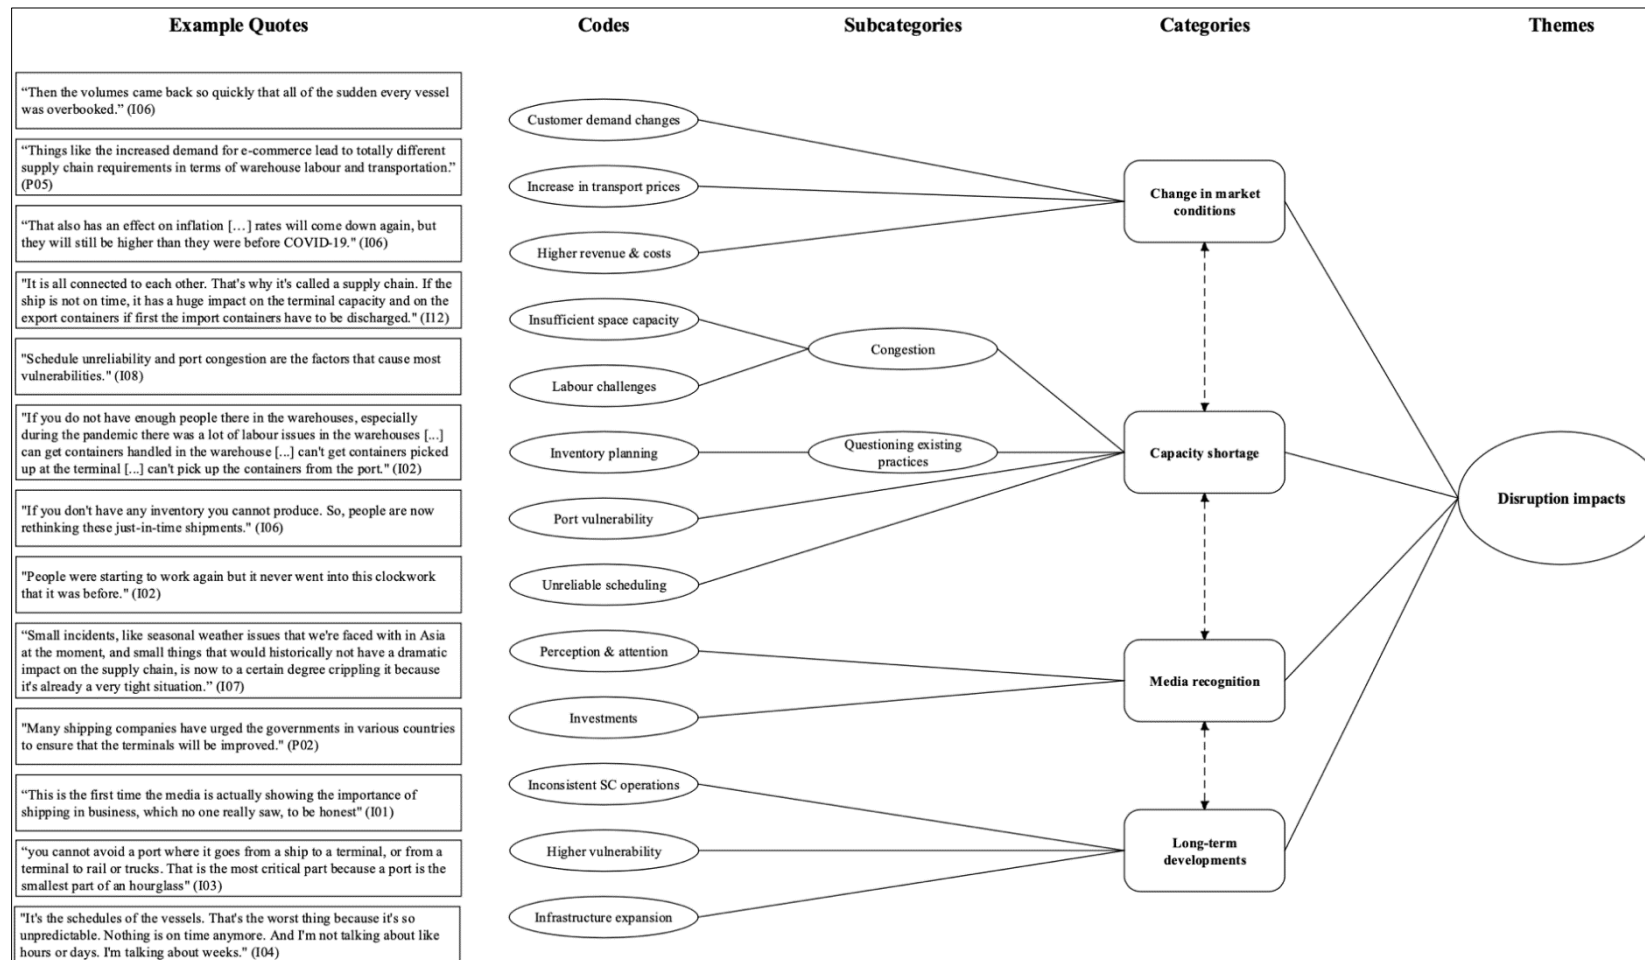 Example Quotes
Codes
Subcategories
Categories
Themes
“Then the volumes came back so quickly that all of the sudden every vessel
was overbooked.” (I06)
“Things like the increased demand for e-commerce lead to totally different
supply chain requirements in terms of warehouse labour and transportation.”
(P05)
“That also has an effect on inflation […] rates will come down again, but
they will still be higher than they were before COVID-19." (I06)
"It is all connected to each other. That's why it's called a supply chain. If the
ship is not on time, it has a huge impact on the terminal capacity and on the
export containers if first the import containers have to be discharged." (I12)
"Schedule unreliability and port congestion are the factors that cause most
vulnerabilities." (I08)
"If you do not have enough people there in the warehouses, especially
during the pandemic there was a lot of labour issues in the warehouses [...]
can get containers handled in the warehouse [...] can't get containers picked
up at the terminal [...] can't pick up the containers from the port." (I02)
"If you don't have any inventory you cannot produce. So, people are now
rethinking these just-in-time shipments." (I06)
"People were starting to work again but it never went into this clockwork
that it was before." (I02)
“Small incidents, like seasonal weather issues that we're faced with in Asia
at the moment, and small things that would historically not have a dramatic
impact on the supply chain, is now to a certain degree crippling it because
it's already a very tight situation.” (I07)
"Many shipping companies have urged the governments in various countries
to ensure that the terminals will be improved." (P02)
“This is the first time the media is actually showing the importance of
shipping in business, which no one really saw, to be honest" (I01)
“you cannot avoid a port where it goes from a ship to a terminal, or from a
terminal to rail or trucks. That is the most critical part because a port is the
smallest part of an hourglass" (I03)
"It's the schedules of the vessels. That's the worst thing because it's so
unpredictable. Nothing is on time anymore. And I'm not talking about like
hours or days. I'm talking about weeks." (I04)
Customer demand changes
Increase in transport prices
Higher revenue & costs
Insufficient space capacity
Labour challenges
Inventory planning
Port vulnerability
Unreliable scheduling
Perception & attention
Investments
Inconsistent SC operations
Higher vulnerability
Infrastructure expansion
Congestion
Questioning existing
practices
Change in market
conditions
Capacity shortage
Media recognition
Long-term
developments
Disruption impacts